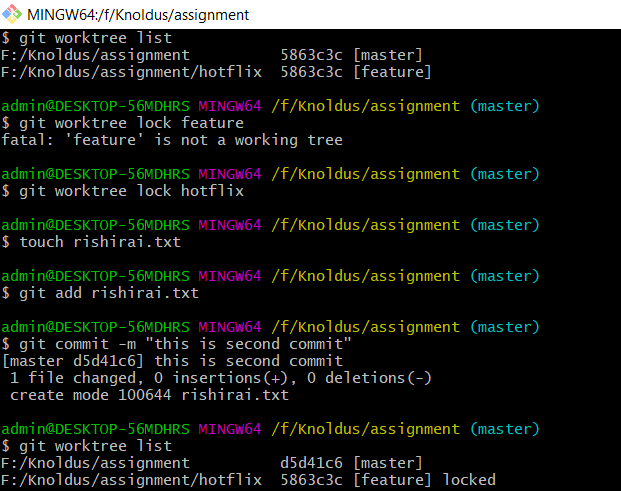 MINGW64:/f/Knoldus/assignment
$ git worktree list
F:/Knoldus/assignment          5863c3c [master]
F:/Knoldus/assignment/hotflix  5863c3c [feature]
admin@DESKTOP-56MDHRS MINGW64 /f/Knoldus/assignment (master)
$ git worktree lock feature
fatal: 'feature' is not a working tree
admin@DESKTOP-56MDHRS MINGW64 /f/Knoldus/assignment (master)
$ git worktree lock hotflix
admin@DESKTOP-56MDHRS MINGW64 /f/Knoldus/assignment (master)
$ touch rishirai.txt
admin@DESKTOP-56MDHRS MINGW64 /f/Knoldus/assignment (master)
$ git add rishirai.txt
admin@DESKTOP-56MDHRS MINGW64 /f/Knoldus/assignment (master)
$ git commit -m "this is second commit"
[master d5d41c6] this is second commit
 1 file changed, 0 insertions(+), 0 deletions(-)
 create mode 100644 rishirai.txt
admin@DESKTOP-56MDHRS MINGW64 /f/Knoldus/assignment (master)
$ git worktree list
F:/Knoldus/assignment          d5d41c6 [master]
F:/Knoldus/assignment/hotflix  5863c3c [feature] locked